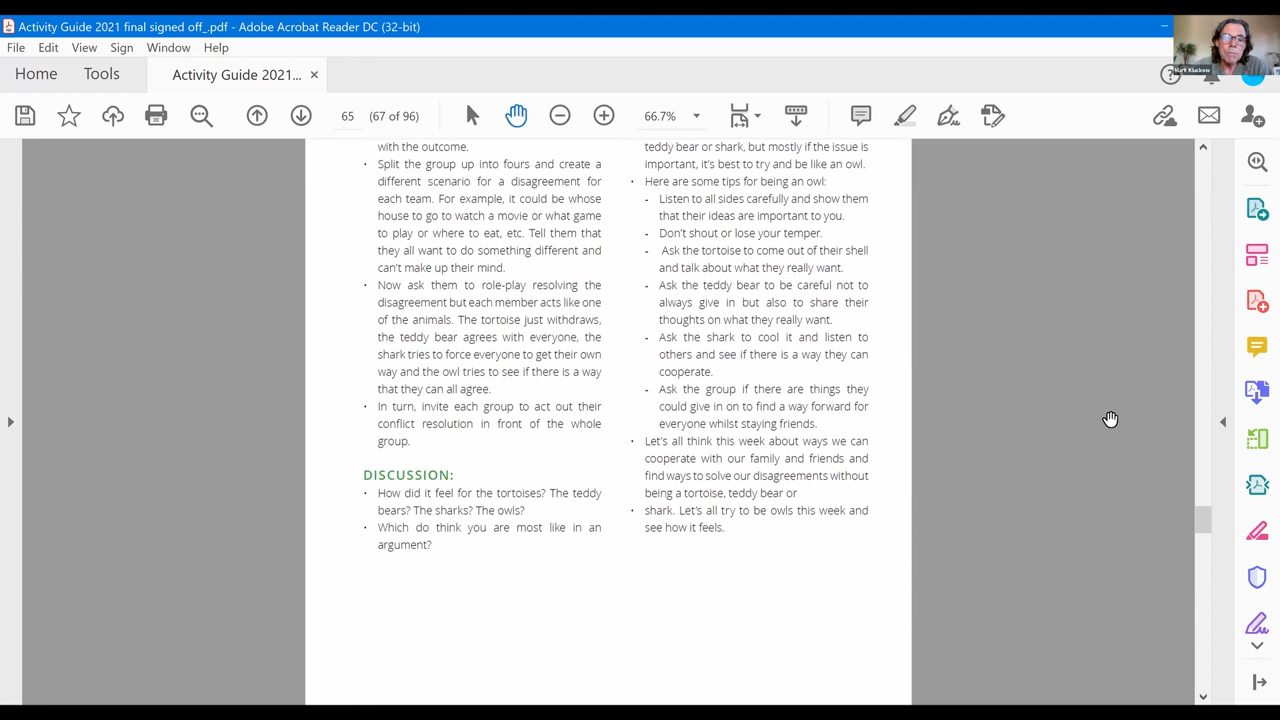 Activity Guide 2021 final signed off_.pdf - Adobe Acrobat Reader DC (32-bit)
File Edit View Sign Window Help
Home Tools Activity Guide 2021... ×
65 (67 of 96) 66.7%
Mark Kluckow
with the outcome.
· Split the group up into fours and create a
different scenario for a disagreement for
each team. For example, it could be whose
house to go to watch a movie or what game
to play or where to eat, etc. Tell them that
they all want to do something different and
can't make up their mind.
· Now ask them to role-play resolving the
disagreement but each member acts like one
of the animals. The tortoise just withdraws,
the teddy bear agrees with everyone, the
shark tries to force everyone to get their own
way and the owl tries to see if there is a way
that they can all agree.
· In turn, invite each group to act out their
conflict resolution in front of the whole
group.
DISCUSSION:
· How did it feel for the tortoises? The teddy
bears? The sharks? The owls?
· Which do think you are most like in an
argument?
teddy bear or shark, but mostly if the issue is
important, it's best to try and be like an owl.
· Here are some tips for being an owl:
- Listen to all sides carefully and show them
that their ideas are important to you.
- Don't shout or lose your temper.
- Ask the tortoise to come out of their shell
and talk about what they really want.
- Ask the teddy bear to be careful not to
always give in but also to share their
thoughts on what they really want.
- Ask the shark to cool it and listen to
others and see if there is a way they can
cooperate.
- Ask the group if there are things they
could give in on to find a way forward for
everyone whilst staying friends.
· Let's all think this week about ways we can
cooperate with our family and friends and
find ways to solve our disagreements without
being a tortoise, teddy bear or
· shark. Let's all try to be owls this week and
see how it feels.